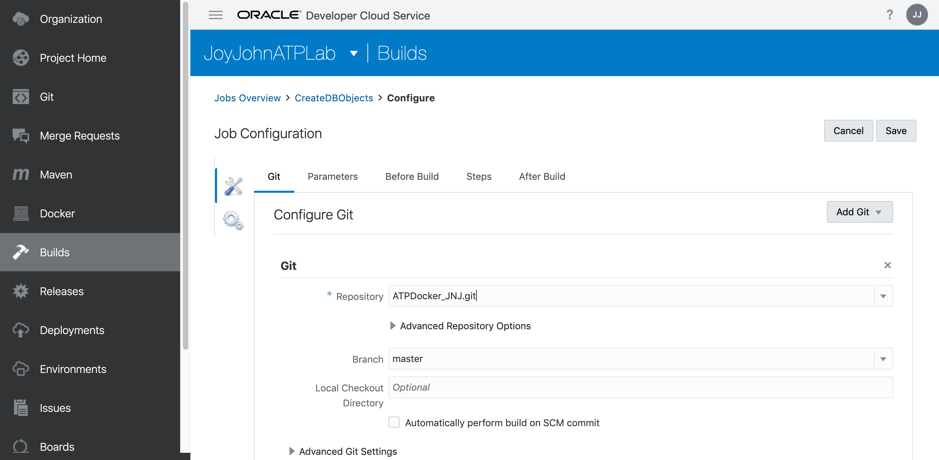 Organization
Project Home
Git
Merge Requests
Maven
Docker
Builds
Releases
Deployments
Environments
Issues
Boards
ORACLE® Developer Cloud Service
?
JJ
JoyJohnATPLab | Builds
Jobs Overview > CreateDBObjects > Configure
Job Configuration
Cancel
Save
Git
Parameters
Before Build
Steps
After Build
Configure Git
Add Git
Git
* Repository ATPDocker_JNJ.git
Advanced Repository Options
Branch master
Local Checkout
Directory
Optional
Automatically perform build on SCM commit
Advanced Git Settings